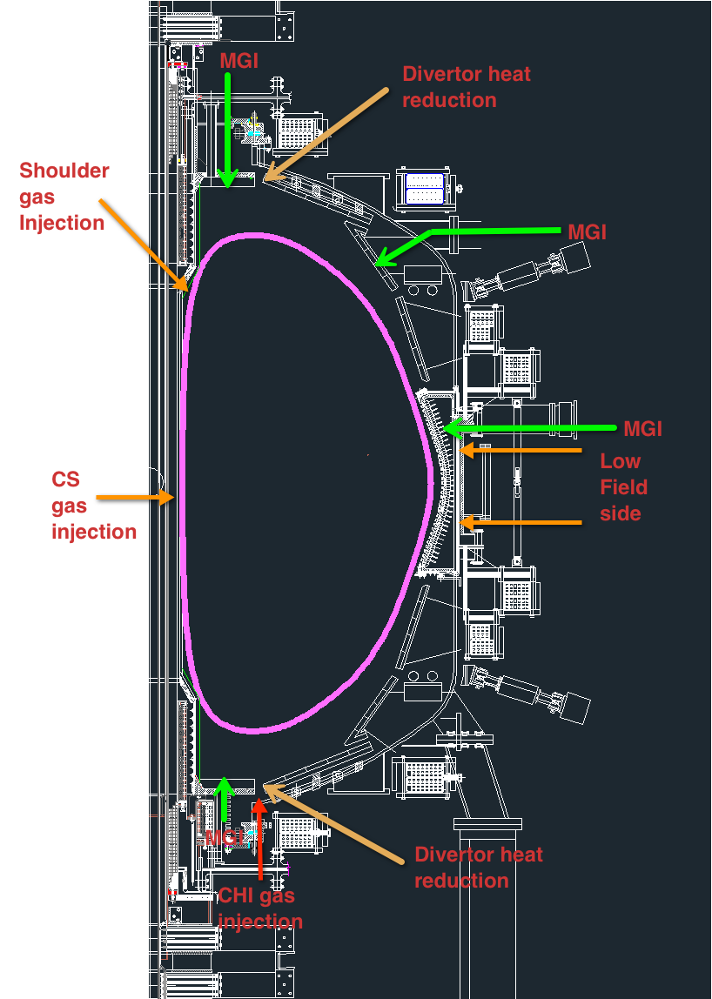 MGI
Divertor heat
reduction
Shoulder
gas
Injection
MGI
MGI
Low
Field
side
CS
gas
injection
MGI
Divertor heat
reduction
CHI gas
injection